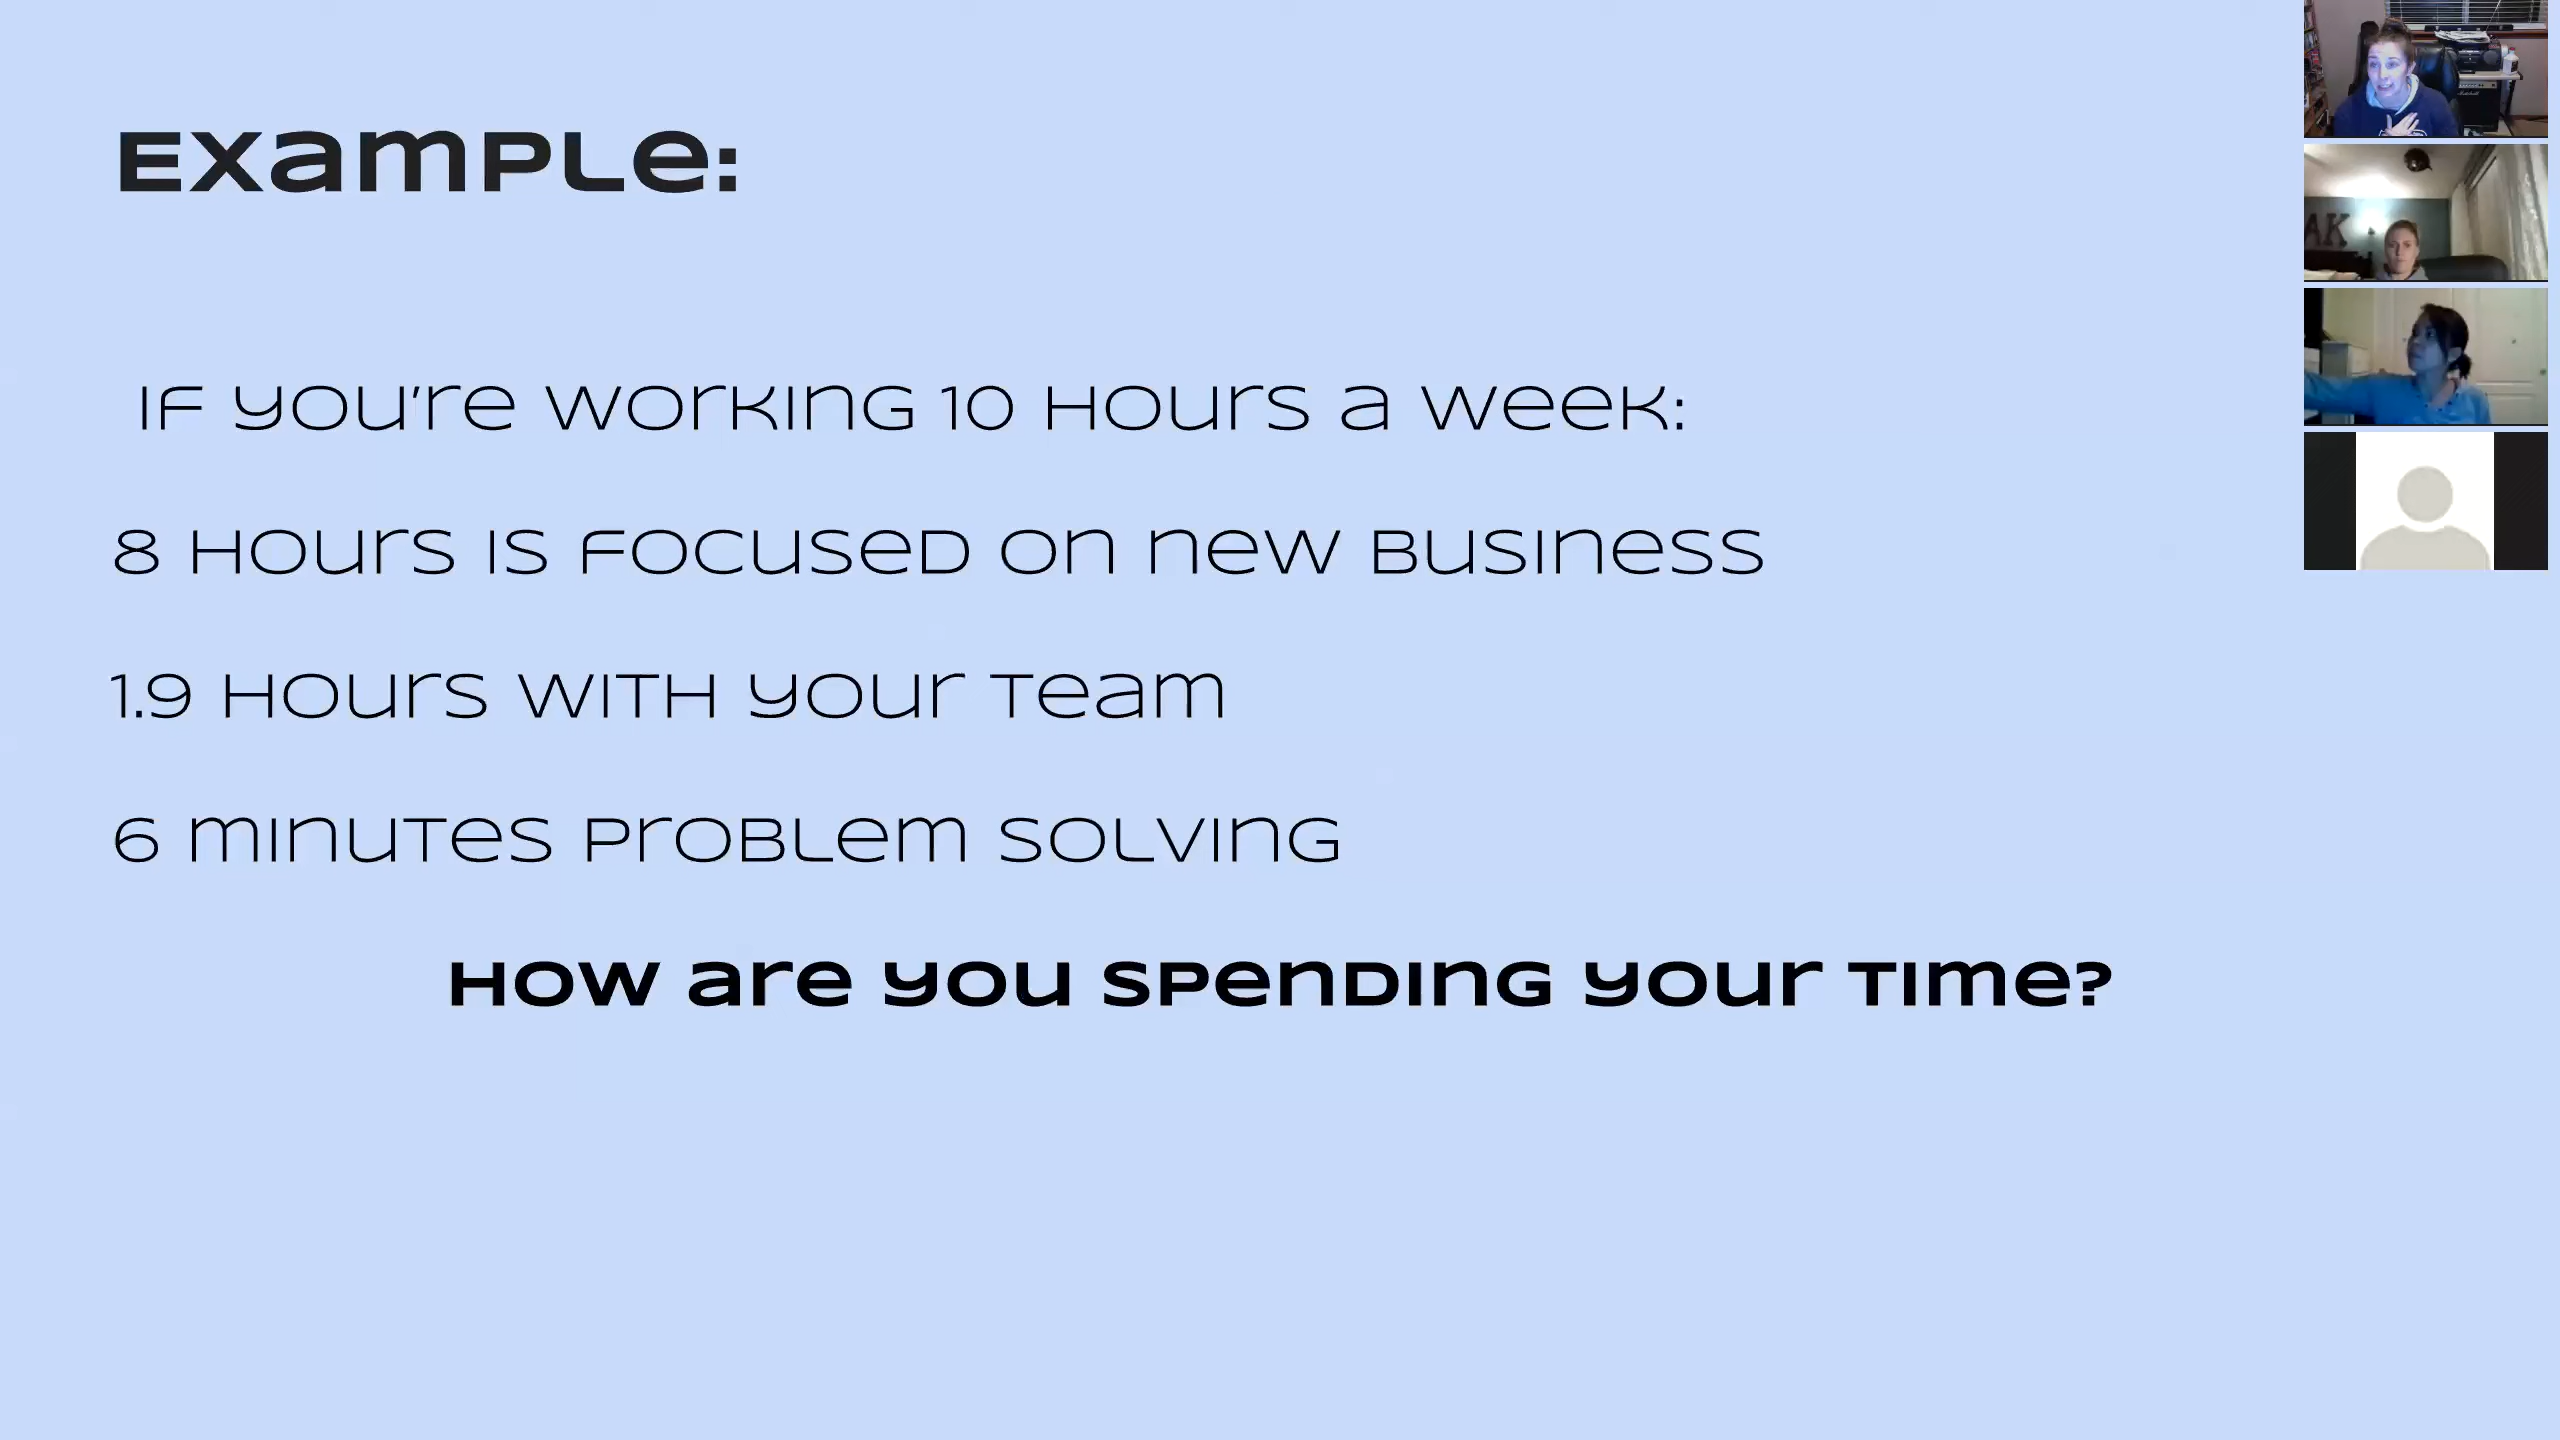 Example:
If you're working 10 hours a week:
8 hours is focused on new business
1.9 hours with your team
6 minutes problem solving
How are you spending your time?
AK